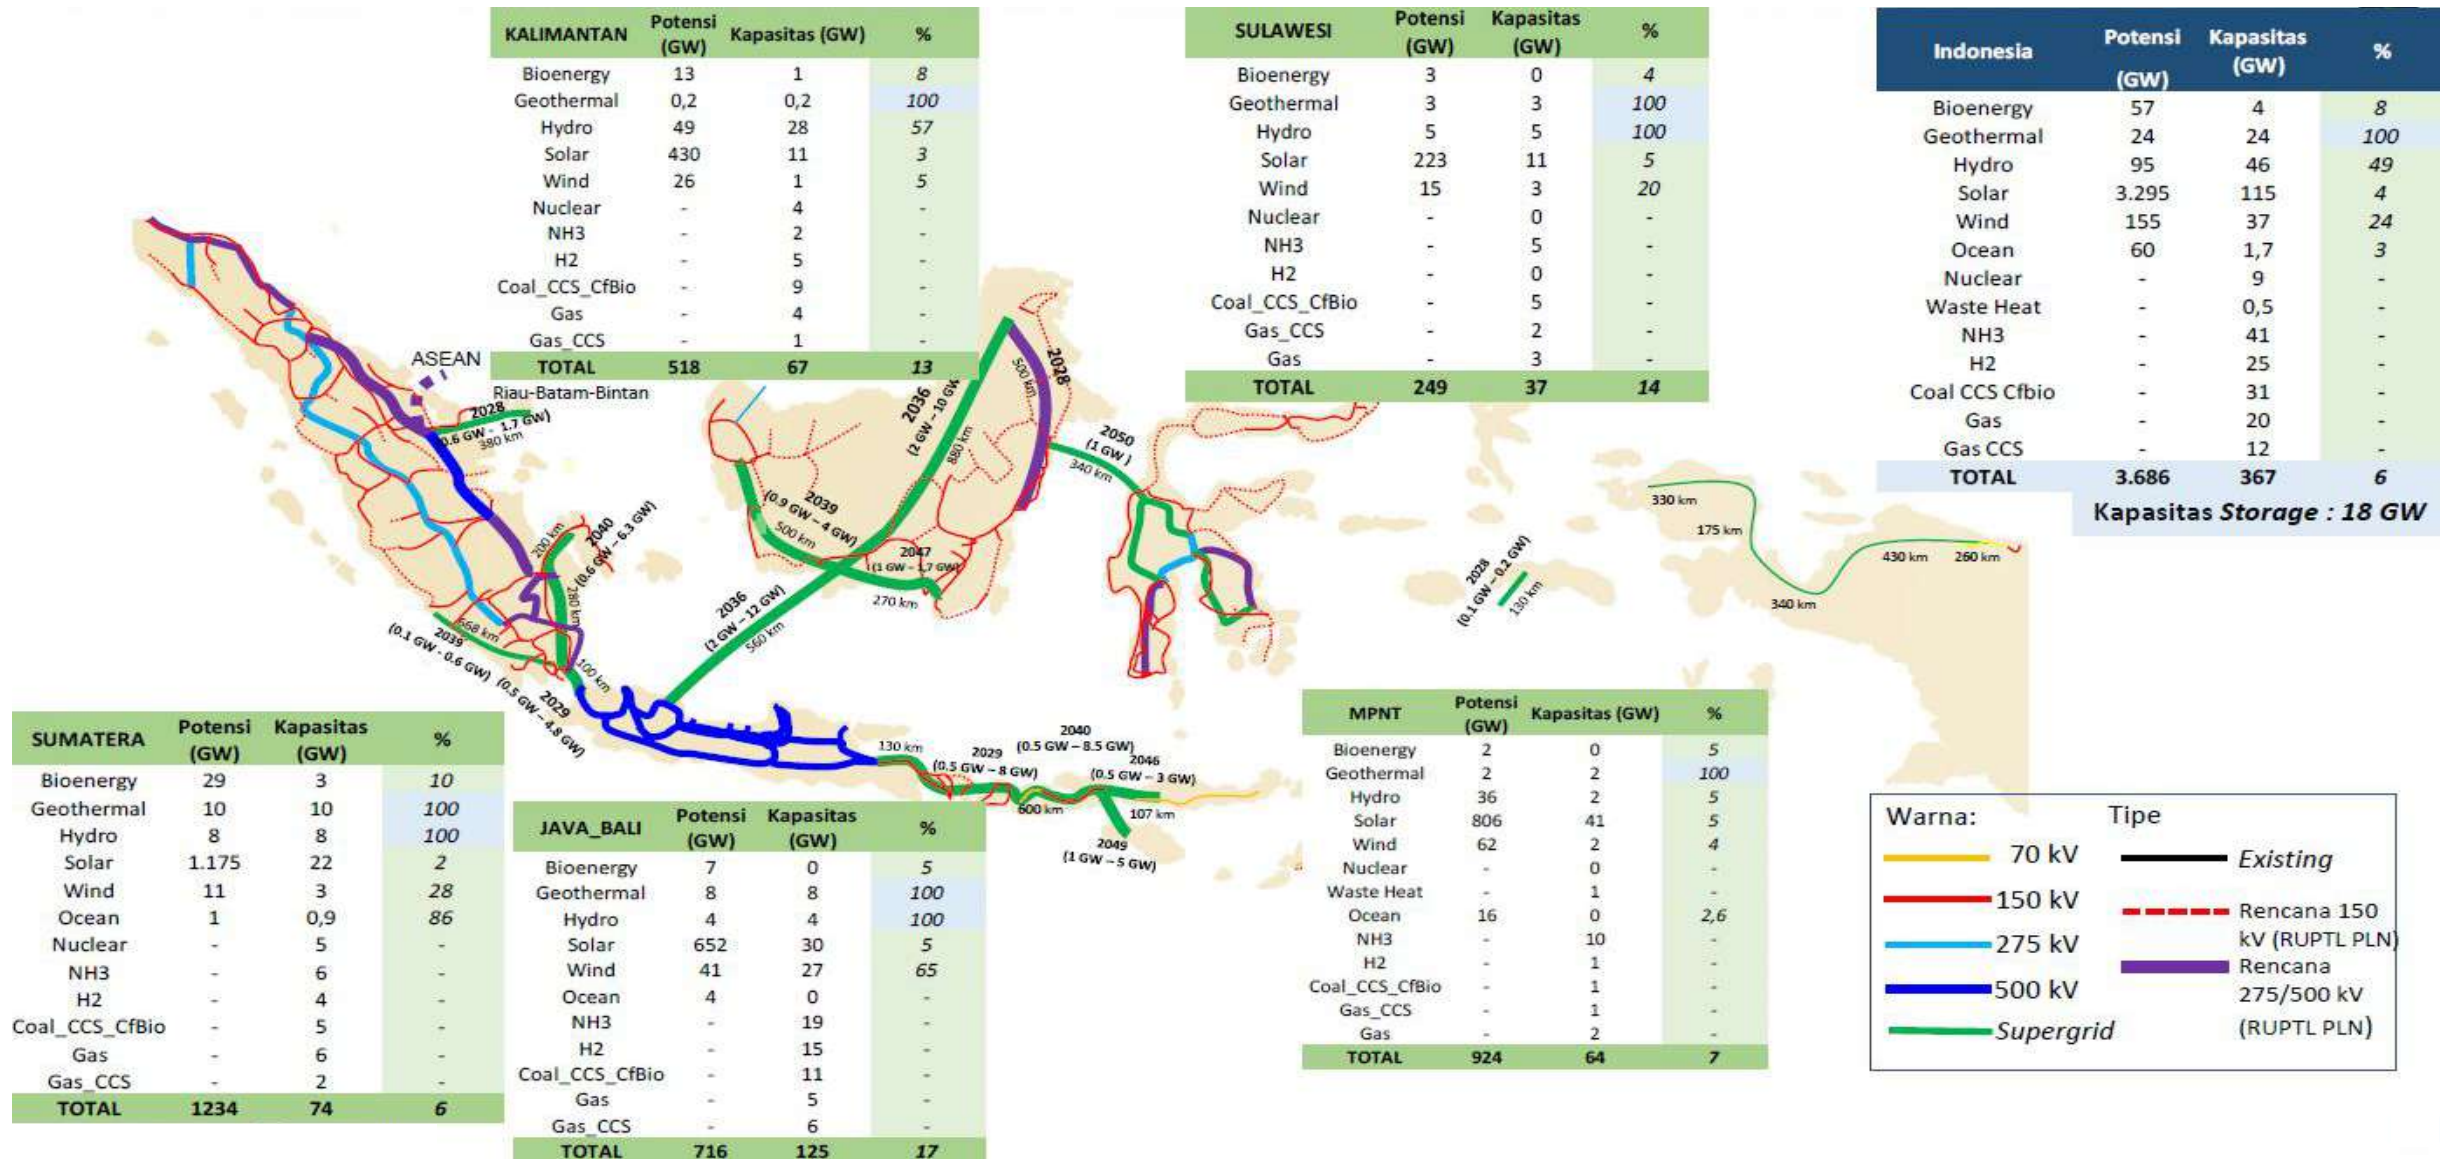 KALIMANTAN Potensi (GW) Kapasitas (GW) %
Bioenergy 13 1 8
Geothermal 0,2 0,2 100
Hydro 49 28 57
Solar 430 11 3
Wind 26 1 5
Nuclear - 4 -
NH3 - 2 -
H2 - 5 -
Coal_CCS_CfBio - 9 -
Gas - 4 -
Gas_CCS - 1 -
TOTAL 518 67 13
SULAWESI Potensi (GW) Kapasitas (GW) %
Bioenergy 3 0 4
Geothermal 3 3 100
Hydro 5 5 100
Solar 223 11 5
Wind 15 3 20
Nuclear - 0 -
NH3 - 5 -
H2 - 0 -
Coal_CCS_CfBio - 5 -
Gas_CCS - 2 -
Gas - 3 -
TOTAL 249 37 14
Indonesia Potensi (GW) Kapasitas (GW) %
Bioenergy 57 4 8
Geothermal 24 24 100
Hydro 95 46 49
Solar 3.295 115 4
Wind 155 37 24
Ocean 60 1,7 3
Nuclear - 9 -
Waste Heat - 0,5 -
NH3 - 41 -
H2 - 25 -
Coal CCS Cfbio - 31 -
Gas - 20 -
Gas CCS - 12 -
TOTAL 3.686 367 6
Kapasitas Storage : 18 GW
ASEAN
Riau-Batam-Bintan
2028
0.6 GW - 1.7 GW)
380 km
200 km
2040
(0.6 GW – 6.3 GW)
280 km
668 km
2039
(0.1 GW - 0.6 GW)
100 km
2029
(0.5 GW – 4.8 GW)
2036
(2 GW – 10 GW
880 km
500 km
2028
2039
(0.9 GW – 4 GW)
500 km
2047
(1 GW – 1,7 GW)
270 km
2036
(2 GW – 12 GW)
560 km
2050
(1 GW )
340 km
2028
(0.1 GW – 0.2 GW)
130 km
330 km
175 km
340 km
430 km
260 km
130 km
2029
(0.5 GW – 8 GW)
2040
(0.5 GW – 8.5 GW)
2046
(0.5 GW – 3 GW)
600 km
107 km
2049
(1 GW – 5 GW)
SUMATERA Potensi (GW) Kapasitas (GW) %
Bioenergy 29 3 10
Geothermal 10 10 100
Hydro 8 8 100
Solar 1.175 22 2
Wind 11 3 28
Ocean 1 0,9 86
Nuclear - 5 -
NH3 - 6 -
H2 - 4 -
Coal_CCS_CfBio - 5 -
Gas - 6 -
Gas_CCS - 2 -
TOTAL 1234 74 6
JAVA_BALI Potensi (GW) Kapasitas (GW) %
Bioenergy 7 0 5
Geothermal 8 8 100
Hydro 4 4 100
Solar 652 30 5
Wind 41 27 65
Ocean 4 0 -
NH3 - 19 -
H2 - 15 -
Coal_CCS_CfBio - 11 -
Gas - 5 -
Gas_CCS - 6 -
TOTAL 716 125 17
MPNT Potensi (GW) Kapasitas (GW) %
Bioenergy 2 0 5
Geothermal 2 2 100
Hydro 36 2 5
Solar 806 41 5
Wind 62 2 4
Nuclear - 0 -
Waste Heat - 1 -
Ocean 16 0 2,6
NH3 - 10 -
H2 - 1 -
Coal_CCS_CfBio - 1 -
Gas_CCS - 1 -
Gas - 2 -
TOTAL 924 64 7
Warna:
70 kV
150 kV
275 kV
500 kV
Supergrid
Tipe
Existing
Rencana 150
kV (RUPTL PLN)
Rencana
275/500 kV
(RUPTL PLN)